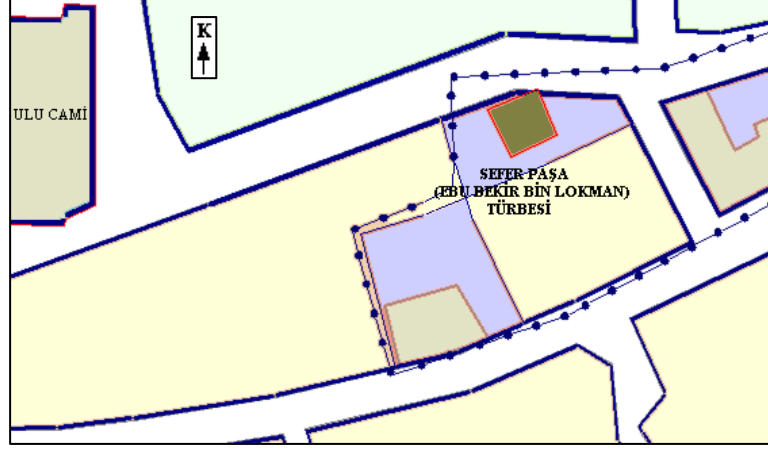 K
ULU CAMİ
SEFER PAŞA
(EBU BEKİR BİN LOKMAN)
TÜRBESİ